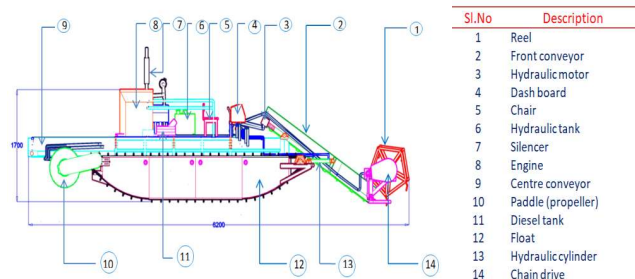 9
8
7
6
5
4
3
2
1
1700
6200
10
11
12
13
14
Sl.No Description
1 Reel
2 Front conveyor
3 Hydraulic motor
4 Dash board
5 Chair
6 Hydraulic tank
7 Silencer
8 Engine
9 Centre conveyor
10 Paddle (propeller)
11 Diesel tank
12 Float
13 Hydraulic cylinder
14 Chain drive